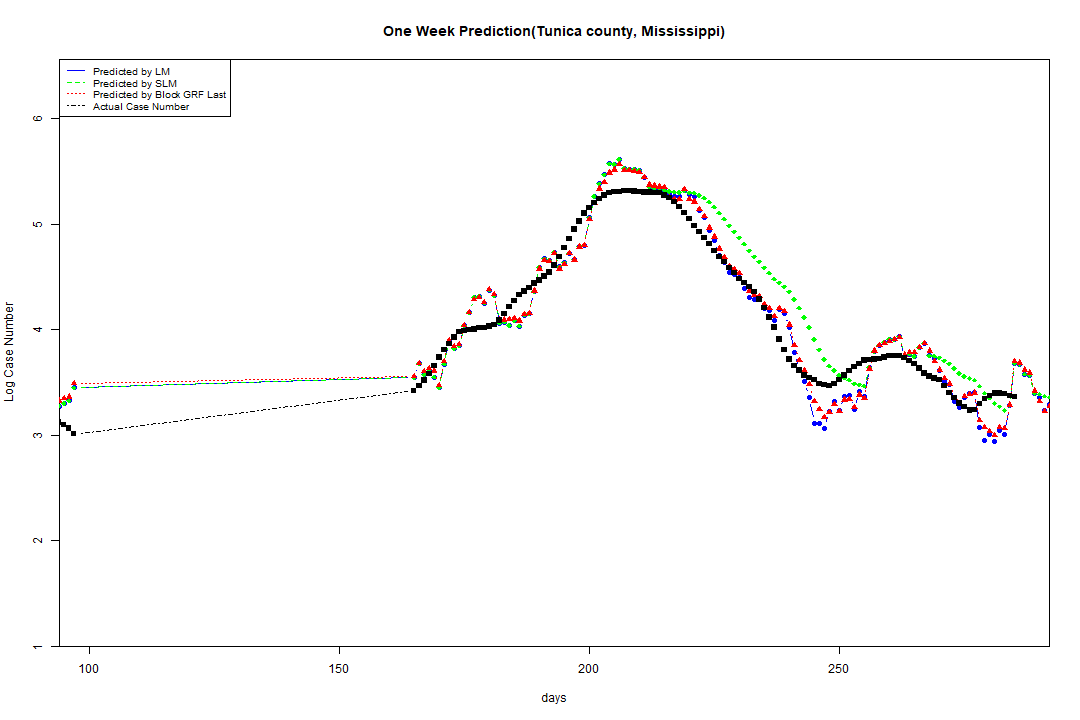 One Week Prediction(Tunica county, Mississippi)
Predicted by LM
Predicted by SLM
Predicted by Block GRF Last
Actual Case Number
6
5
4
3
2
1
Log Case Number
100
150
200
250
days